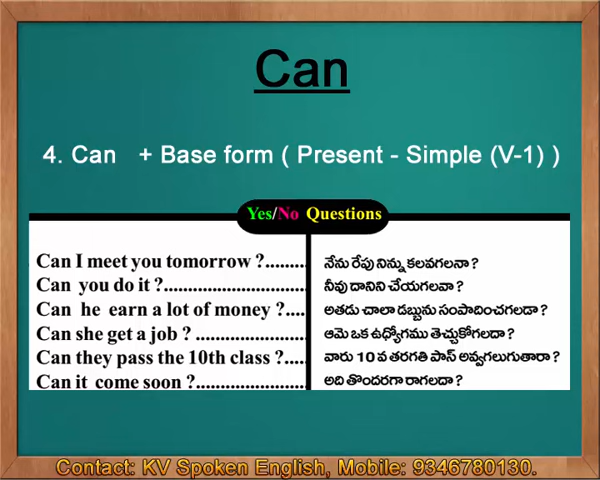 Can
4. Can + Base form ( Present - Simple (V-1) )
Yes/No Questions
Can I meet you tomorrow ?......... నేను రేపు నిన్ను కలవగలనా ?
Can you do it ?........................... నీవు దానిని చేయగలవా ?
Can he earn a lot of money ?.... అతడు చాలా డబ్బును సంపాదించగలడా ?
Can she get a job ? ..................... ఆమె ఒక ఉద్యోగము తెచ్చుకోగలదా ?
Can they pass the 10th class ?..... వారు 10 వ తరగతి పాస్ అవ్వగలుగుతారా ?
Can it come soon ?..................... అది తొందరగా రాగలదా ?
Contact: KV Spoken English, Mobile: 9346780130.